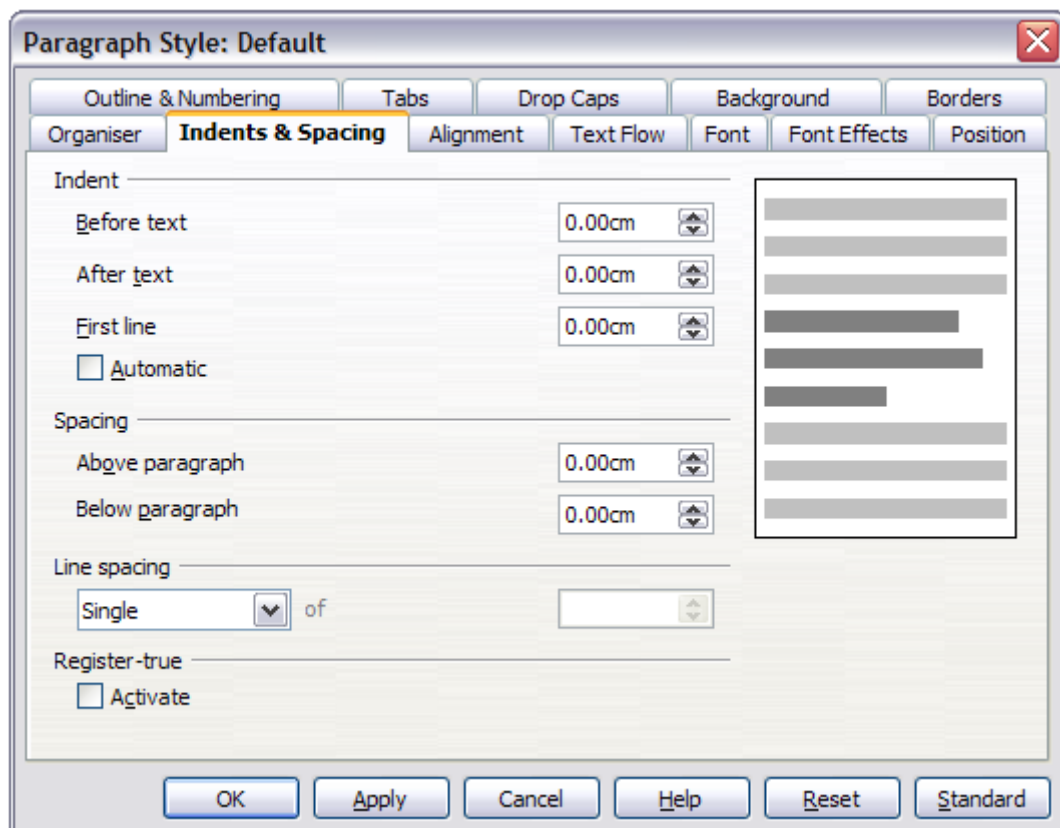 Paragraph Style: Default
Outline & Numbering Tabs Drop Caps Background Borders
Organiser Indents & Spacing Alignment Text Flow Font Font Effects Position
Indent
Before text 0.00cm
After text 0.00cm
First line 0.00cm
Automatic
Spacing
Above paragraph 0.00cm
Below paragraph 0.00cm
Line spacing
Single of
Register-true
Activate
OK Apply Cancel Help Reset Standard